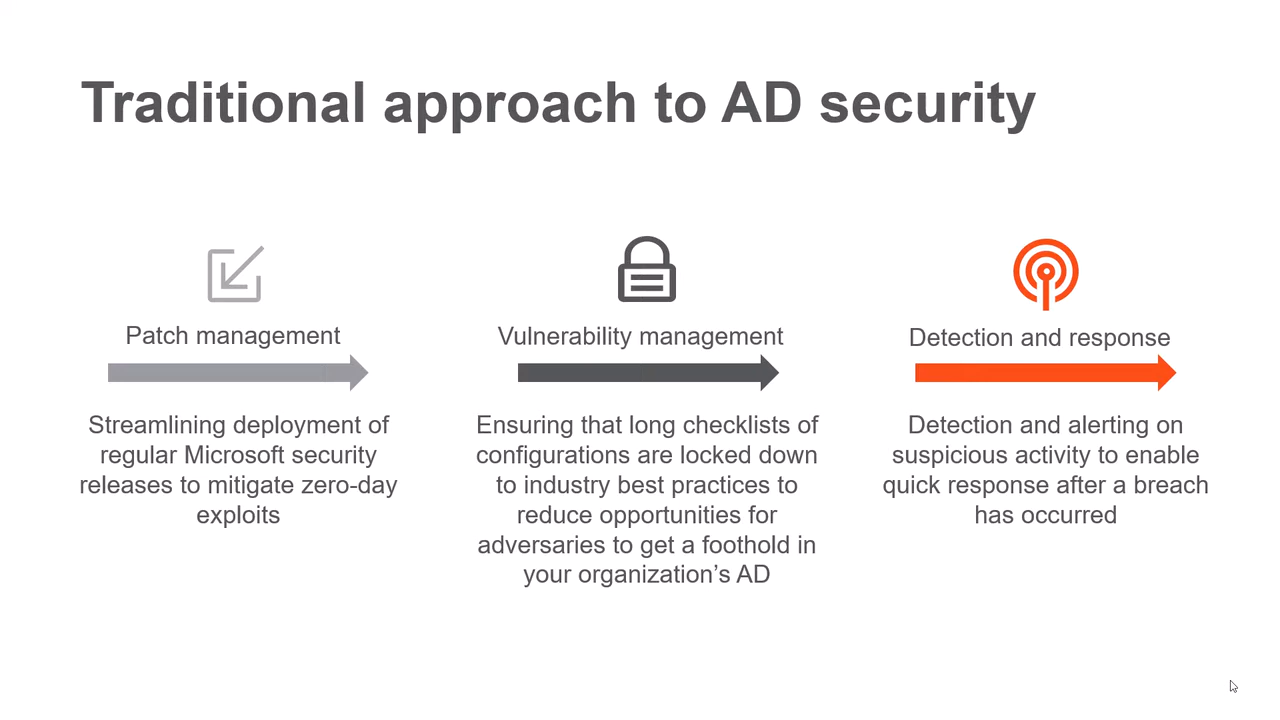 Traditional approach to AD security
Patch management
Streamlining deployment of
regular Microsoft security
releases to mitigate zero-day
exploits
Vulnerability management
Ensuring that long checklists of
configurations are locked down
to industry best practices to
reduce opportunities for
adversaries to get a foothold in
your organization’s AD
Detection and response
Detection and alerting on
suspicious activity to enable
quick response after a breach
has occurred